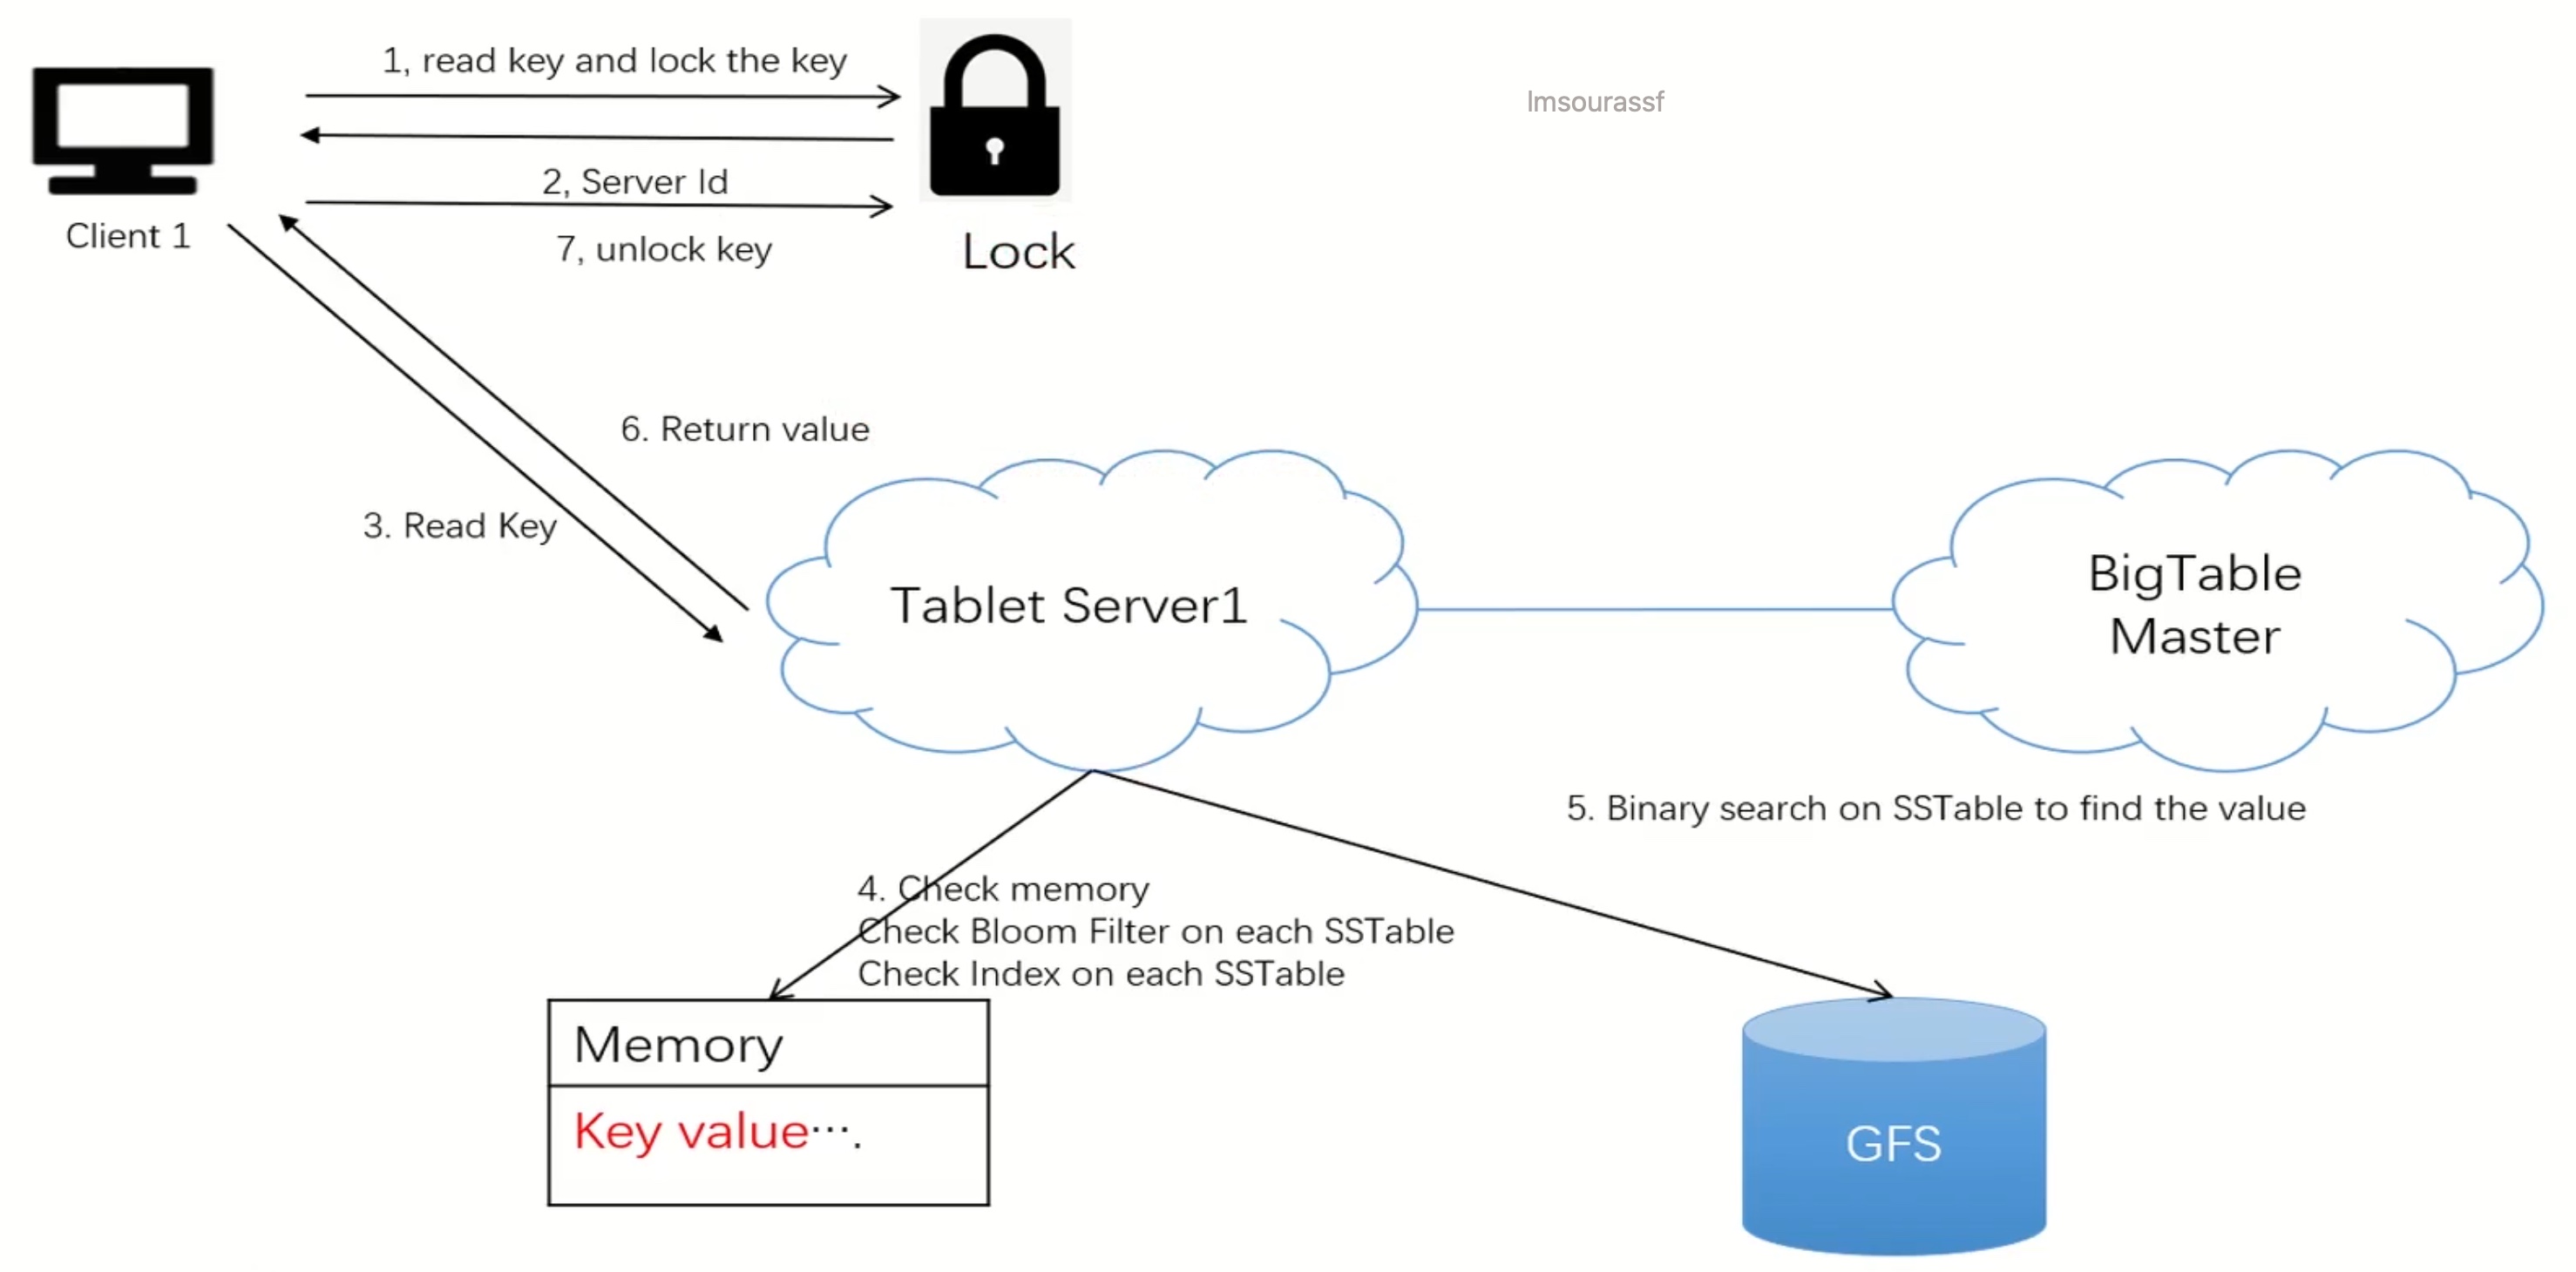 1, read key and lock the key
lmsourassf
2, Server Id
Client 1
7, unlock key
Lock
6. Return value
3. Read Key
Tablet Server1
BigTable
Master
5. Binary search on SSTable to find the value
4. Check memory
Check Bloom Filter on each SSTable
Check Index on each SSTable
Memory
Key value….
GFS